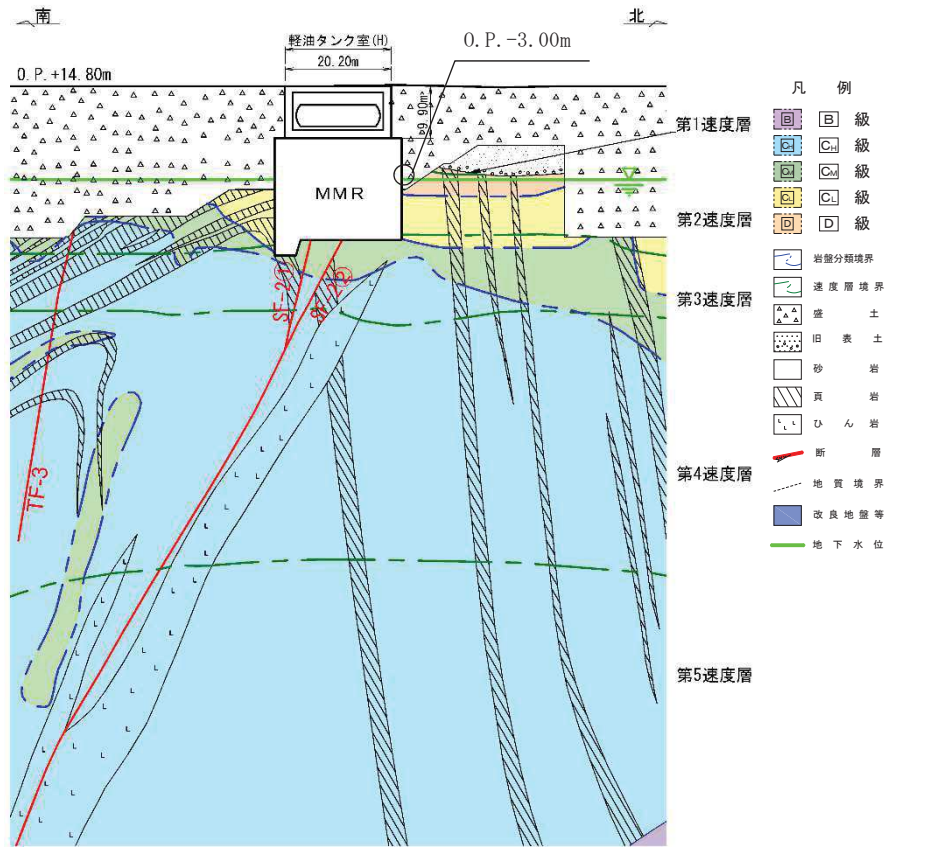 南
北
軽油タンク室(H)
20.20m
O.P.-3.00m
O.P.+14.80m
9.90m
MMR
第1速度層
第2速度層
第3速度層
第4速度層
第5速度層
TF-3
凡 例
B B 級
CH CH 級
CM CM 級
CL CL 級
D D 級
岩盤分類境界
速度層境界
盛土
旧表土
砂岩
頁岩
ひん岩
断層
地質境界
改良地盤等
地下水位